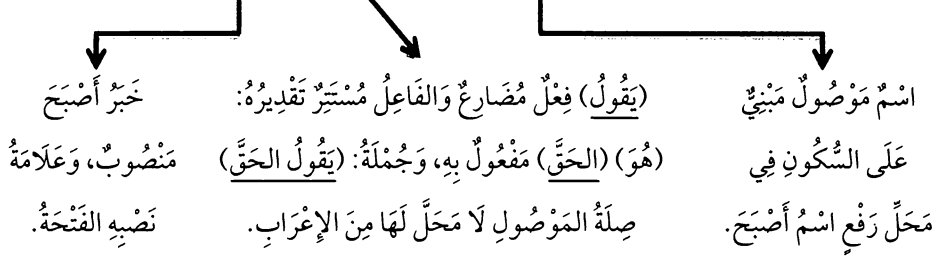 اسْمٌ مَوْصُولٌ مَبْنِيٌّ
عَلَى السُّكُونِ فِي
مَحَلِّ رَفْعٍ اسْمُ أَصْبَحَ.
(يَقُولُ) فِعْلٌ مُضَارِعٌ وَالفَاعِلُ مُسْتَتِرٌ تَقْدِيرُهُ:
(هُوَ) (الحَقَّ) مَفْعُولٌ بِهِ، وَجُمْلَةُ: (يَقُولُ الحَقَّ)
صِلَةُ المَوْصُولِ لَا مَحَلَّ لَهَا مِنَ الإِعْرَابِ.
خَبَرُ أَصْبَحَ
مَنْصُوبٌ، وَعَلَامَةُ
نَصْبِهِ الفَتْحَةُ.